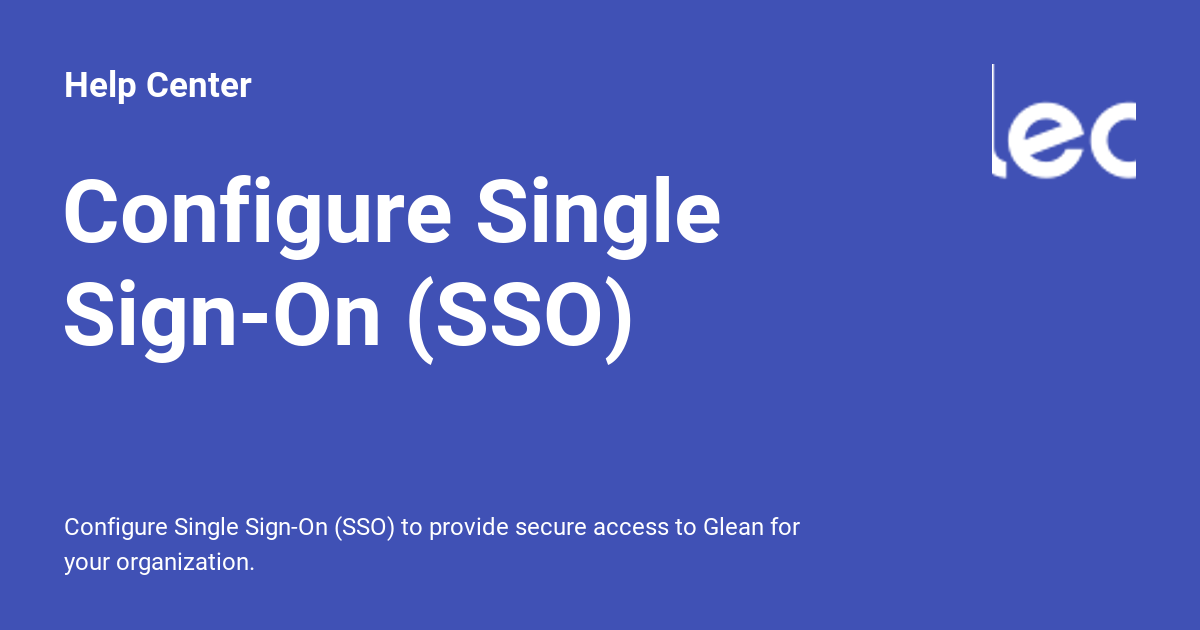 Help Center
Configure Single
Sign-On (SSO)
Configure Single Sign-On (SSO) to provide secure access to Glean for
your organization.